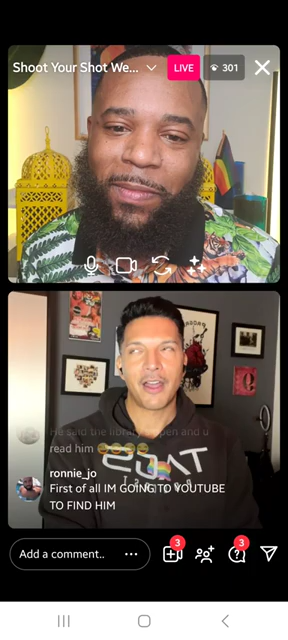 Shoot Your Shot We...
LIVE
301
He said the library open and u
read him 😂😂😂😂
ronnie_jo
First of all IM GOING TO YOUTUBE
TO FIND HIM
Add a comment..
3
3